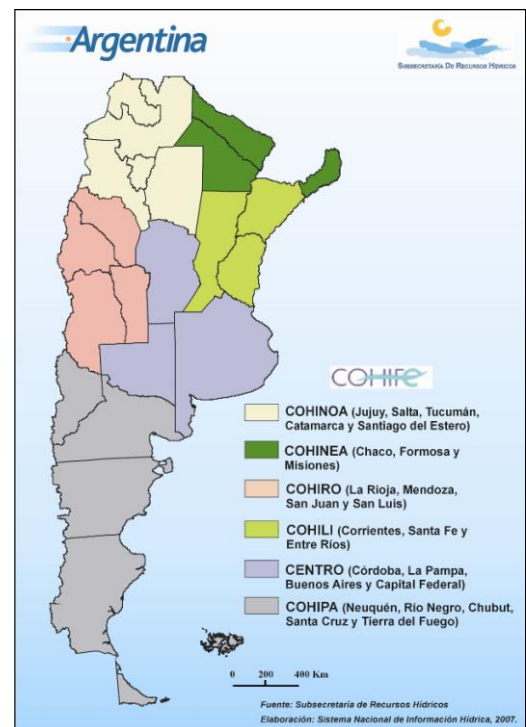 Argentina
SUBSECRETARÍA DE RECURSOS HÍDRICOS
COHIFE
COHINOA (Jujuy, Salta, Tucumán,
Catamarca y Santiago del Estero)
COHINEA (Chaco, Formosa y
Misiones)
COHIRO (La Rioja, Mendoza,
San Juan y San Luis)
COHILI (Corrientes, Santa Fe y
Entre Ríos)
CENTRO (Córdoba, La Pampa,
Buenos Aires y Capital Federal)
COHIPA (Neuquén, Río Negro, Chubut,
Santa Cruz y Tierra del Fuego)
0 200 400 Km
Fuente: Subsecretaría de Recursos Hídricos
Elaboración: Sistema Nacional de Información Hídrica, 2007.